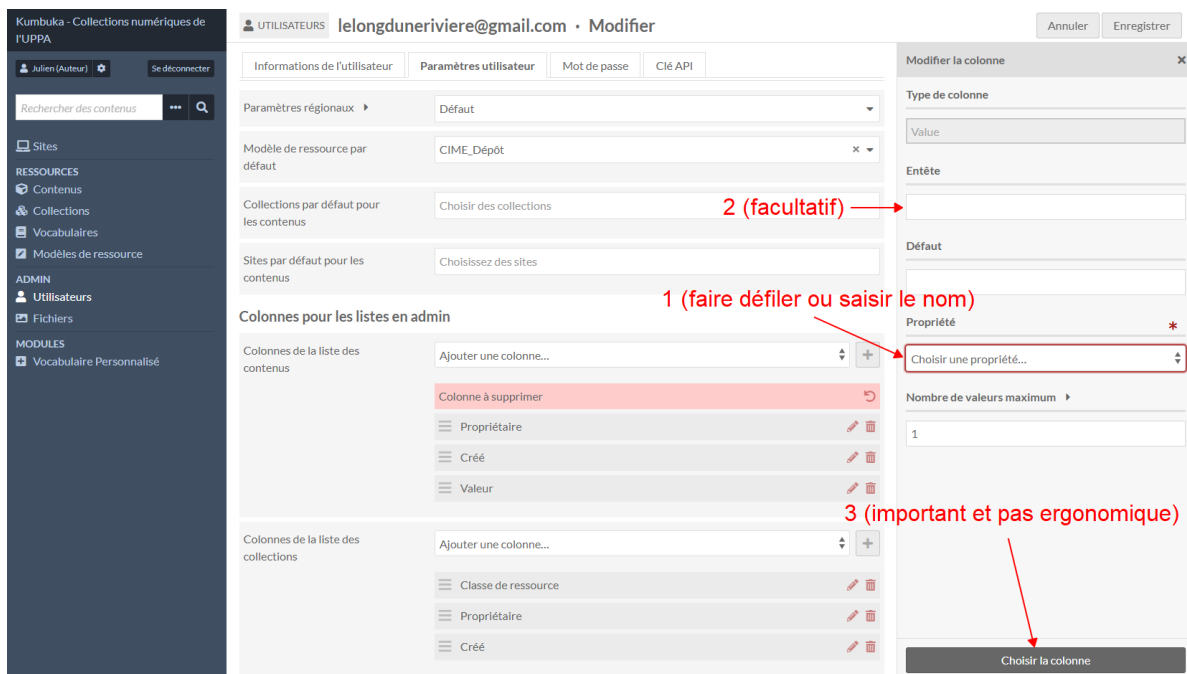 Kumbuka - Collections numériques de
l'UPPA
Julien (Auteur)
Se déconnecter
Rechercher des contenus
Sites
RESSOURCES
Contenus
Collections
Vocabulaires
Modèles de ressource
ADMIN
Utilisateurs
Fichiers
MODULES
Vocabulaire Personnalisé
UTILISATEURS lelongduneriviere@gmail.com · Modifier
Annuler Enregistrer
Informations de l'utilisateur Paramètres utilisateur Mot de passe Clé API
Paramètres régionaux
Défaut
Modèle de ressource par
défaut
CIME_Dépôt
Collections par défaut pour
les contenus
Choisir des collections
Sites par défaut pour les
contenus
Choisissez des sites
Colonnes pour les listes en admin
Colonnes de la liste des
contenus
Ajouter une colonne...
Colonne à supprimer
Propriétaire
Créé
Valeur
Colonnes de la liste des
collections
Ajouter une colonne...
Classe de ressource
Propriétaire
Créé
Modifier la colonne
Type de colonne
Value
Entête
2 (facultatif)
Défaut
1 (faire défiler ou saisir le nom)
Propriété *
Choisir une propriété...
Nombre de valeurs maximum
1
3 (important et pas ergonomique)
Choisir la colonne